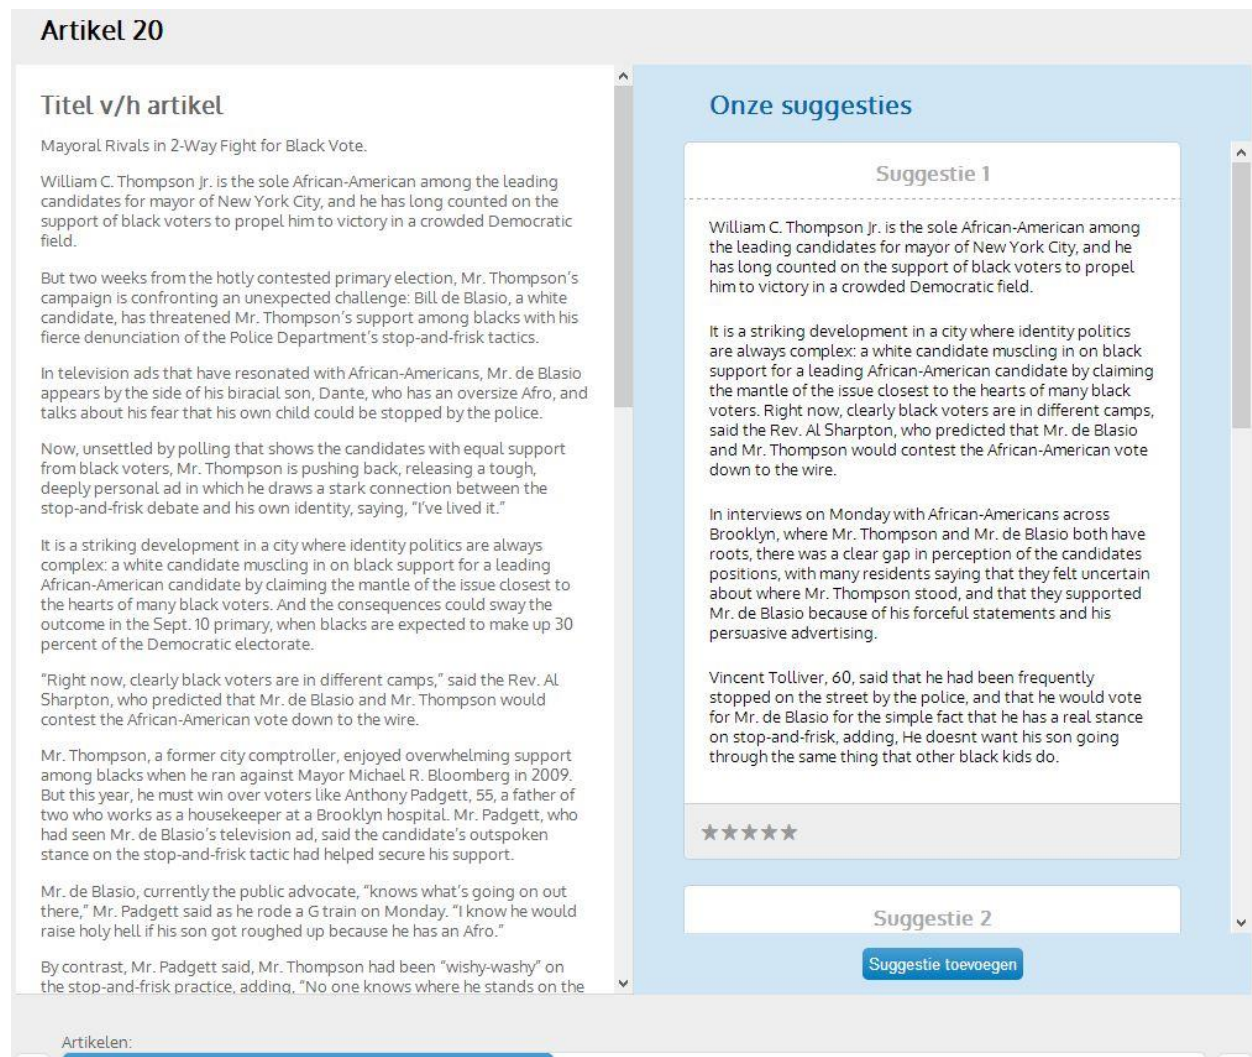 Artikel 20
Titel v/h artikel
Mayoral Rivals in 2-Way Fight for Black Vote.
William C. Thompson Jr. is the sole African-American among the leading
candidates for mayor of New York City, and he has long counted on the
support of black voters to propel him to victory in a crowded Democratic
field.
But two weeks from the hotly contested primary election, Mr. Thompson's
campaign is confronting an unexpected challenge: Bill de Blasio, a white
candidate, has threatened Mr. Thompson's support among blacks with his
fierce denunciation of the Police Department's stop-and-frisk tactics.
In television ads that have resonated with African-Americans, Mr. de Blasio
appears by the side of his biracial son, Dante, who has an oversize Afro, and
talks about his fear that his own child could be stopped by the police.
Now, unsettled by polling that shows the candidates with equal support
from black voters, Mr. Thompson is pushing back, releasing a tough,
deeply personal ad in which he draws a stark connection between the
stop-and-frisk debate and his own identity, saying, "I've lived it."
It is a striking development in a city where identity politics are always
complex: a white candidate muscling in on black support for a leading
African-American candidate by claiming the mantle of the issue closest to
the hearts of many black voters. And the consequences could sway the
outcome in the Sept. 10 primary, when blacks are expected to make up 30
percent of the Democratic electorate.
"Right now, clearly black voters are in different camps," said the Rev. Al
Sharpton, who predicted that Mr. de Blasio and Mr. Thompson would
contest the African-American vote down to the wire.
Mr. Thompson, a former city comptroller, enjoyed overwhelming support
among blacks when he ran against Mayor Michael R. Bloomberg in 2009.
But this year, he must win over voters like Anthony Padgett, 55, a father of
two who works as a housekeeper at a Brooklyn hospital. Mr. Padgett, who
had seen Mr. de Blasio's television ad, said the candidate's outspoken
stance on the stop-and-frisk tactic had helped secure his support.
Mr. de Blasio, currently the public advocate, "knows what's going on out
there," Mr. Padgett said as he rode a G train on Monday. "I know he would
raise holy hell if his son got roughed up because he has an Afro."
By contrast, Mr. Padgett said, Mr. Thompson had been "wishy-washy" on
the stop-and-frisk practice, adding, "No one knows where he stands on the
Onze suggesties
Suggestie 1
William C. Thompson Jr. is the sole African-American among
the leading candidates for mayor of New York City, and he
has long counted on the support of black voters to propel
him to victory in a crowded Democratic field.
It is a striking development in a city where identity politics
are always complex: a white candidate muscling in on black
support for a leading African-American candidate by claiming
the mantle of the issue closest to the hearts of many black
voters. Right now, clearly black voters are in different camps,
said the Rev. Al Sharpton, who predicted that Mr. de Blasio
and Mr. Thompson would contest the African-American vote
down to the wire.
In interviews on Monday with African-Americans across
Brooklyn, where Mr. Thompson and Mr. de Blasio both have
roots, there was a clear gap in perception of the candidates
positions, with many residents saying that they felt uncertain
about where Mr. Thompson stood, and that they supported
Mr. de Blasio because of his forceful statements and his
persuasive advertising.
Vincent Tolliver, 60, said that he had been frequently
stopped on the street by the police, and that he would vote
for Mr. de Blasio for the simple fact that he has a real stance
on stop-and-frisk, adding, He doesnt want his son going
through the same thing that other black kids do.
Suggestie 2
Suggestie toevoegen
Artikelen: